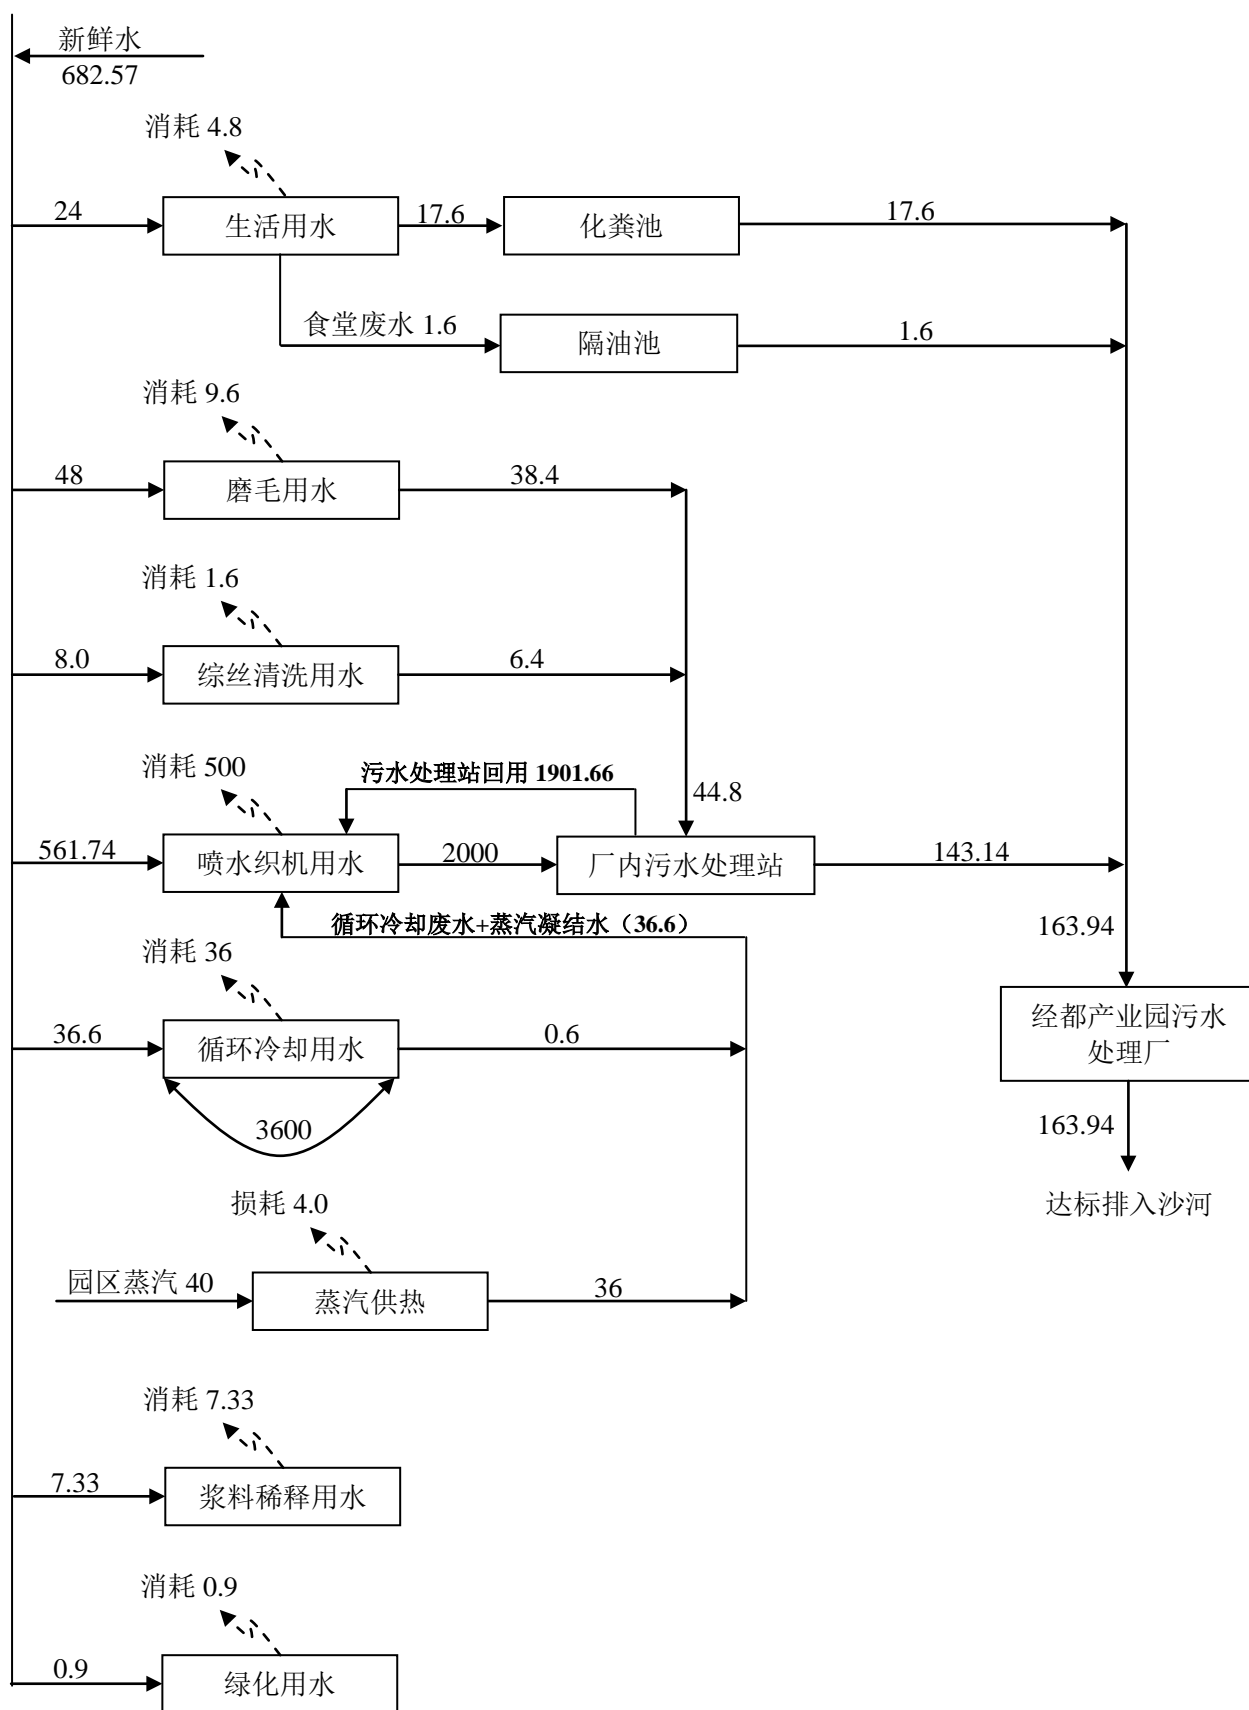 新鲜水
682.57
消耗 4.8
24
生活用水
17.6
化粪池
17.6
食堂废水 1.6
隔油池
1.6
消耗 9.6
48
磨毛用水
38.4
消耗 1.6
8.0
综丝清洗用水
6.4
消耗 500
污水处理站回用 1901.66
44.8
561.74
喷水织机用水
2000
厂内污水处理站
143.14
循环冷却废水+蒸汽凝结水（36.6）
163.94
消耗 36
36.6
循环冷却用水
0.6
经都产业园污水
处理厂
3600
163.94
损耗 4.0
达标排入沙河
园区蒸汽 40
蒸汽供热
36
消耗 7.33
7.33
浆料稀释用水
消耗 0.9
0.9
绿化用水